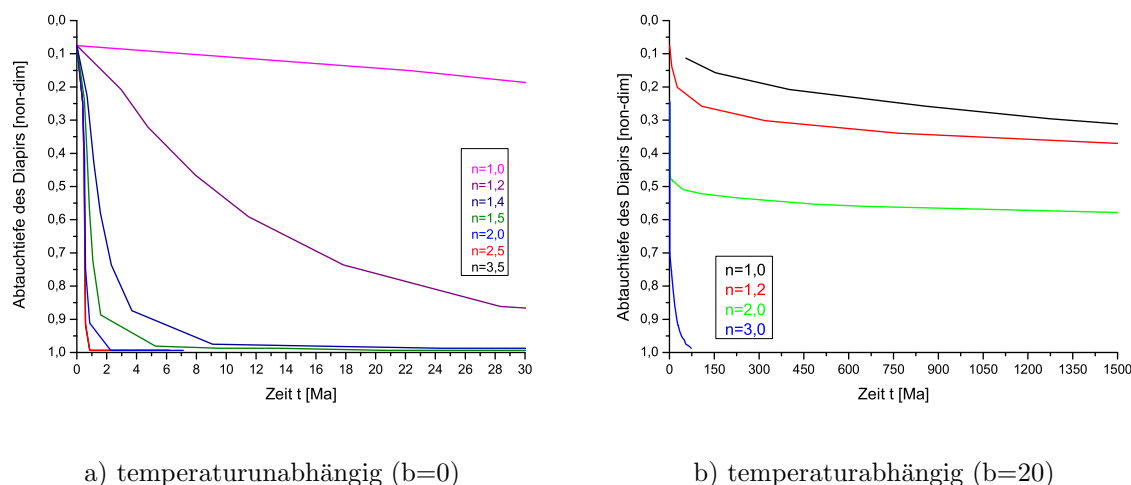 Abtauchtiefe des Diapirs [non-dim]
0,0
0,1
0,2
0,3
0,4
0,5
0,6
0,7
0,8
0,9
1,0
n=1,0
n=1,2
n=1,4
n=1,5
n=2,0
n=2,5
n=3,5
0 2 4 6 8 10 12 14 16 18 20 22 24 26 28 30
Zeit t [Ma]
a) temperaturunabhängig (b=0)
Abtauchtiefe des Diapirs [non-dim]
0,0
0,1
0,2
0,3
0,4
0,5
0,6
0,7
0,8
0,9
1,0
n=1,0
n=1,2
n=2,0
n=3,0
0 150 300 450 600 750 900 1050 1200 1350 1500
Zeit t [Ma]
b) temperaturabhängig (b=20)